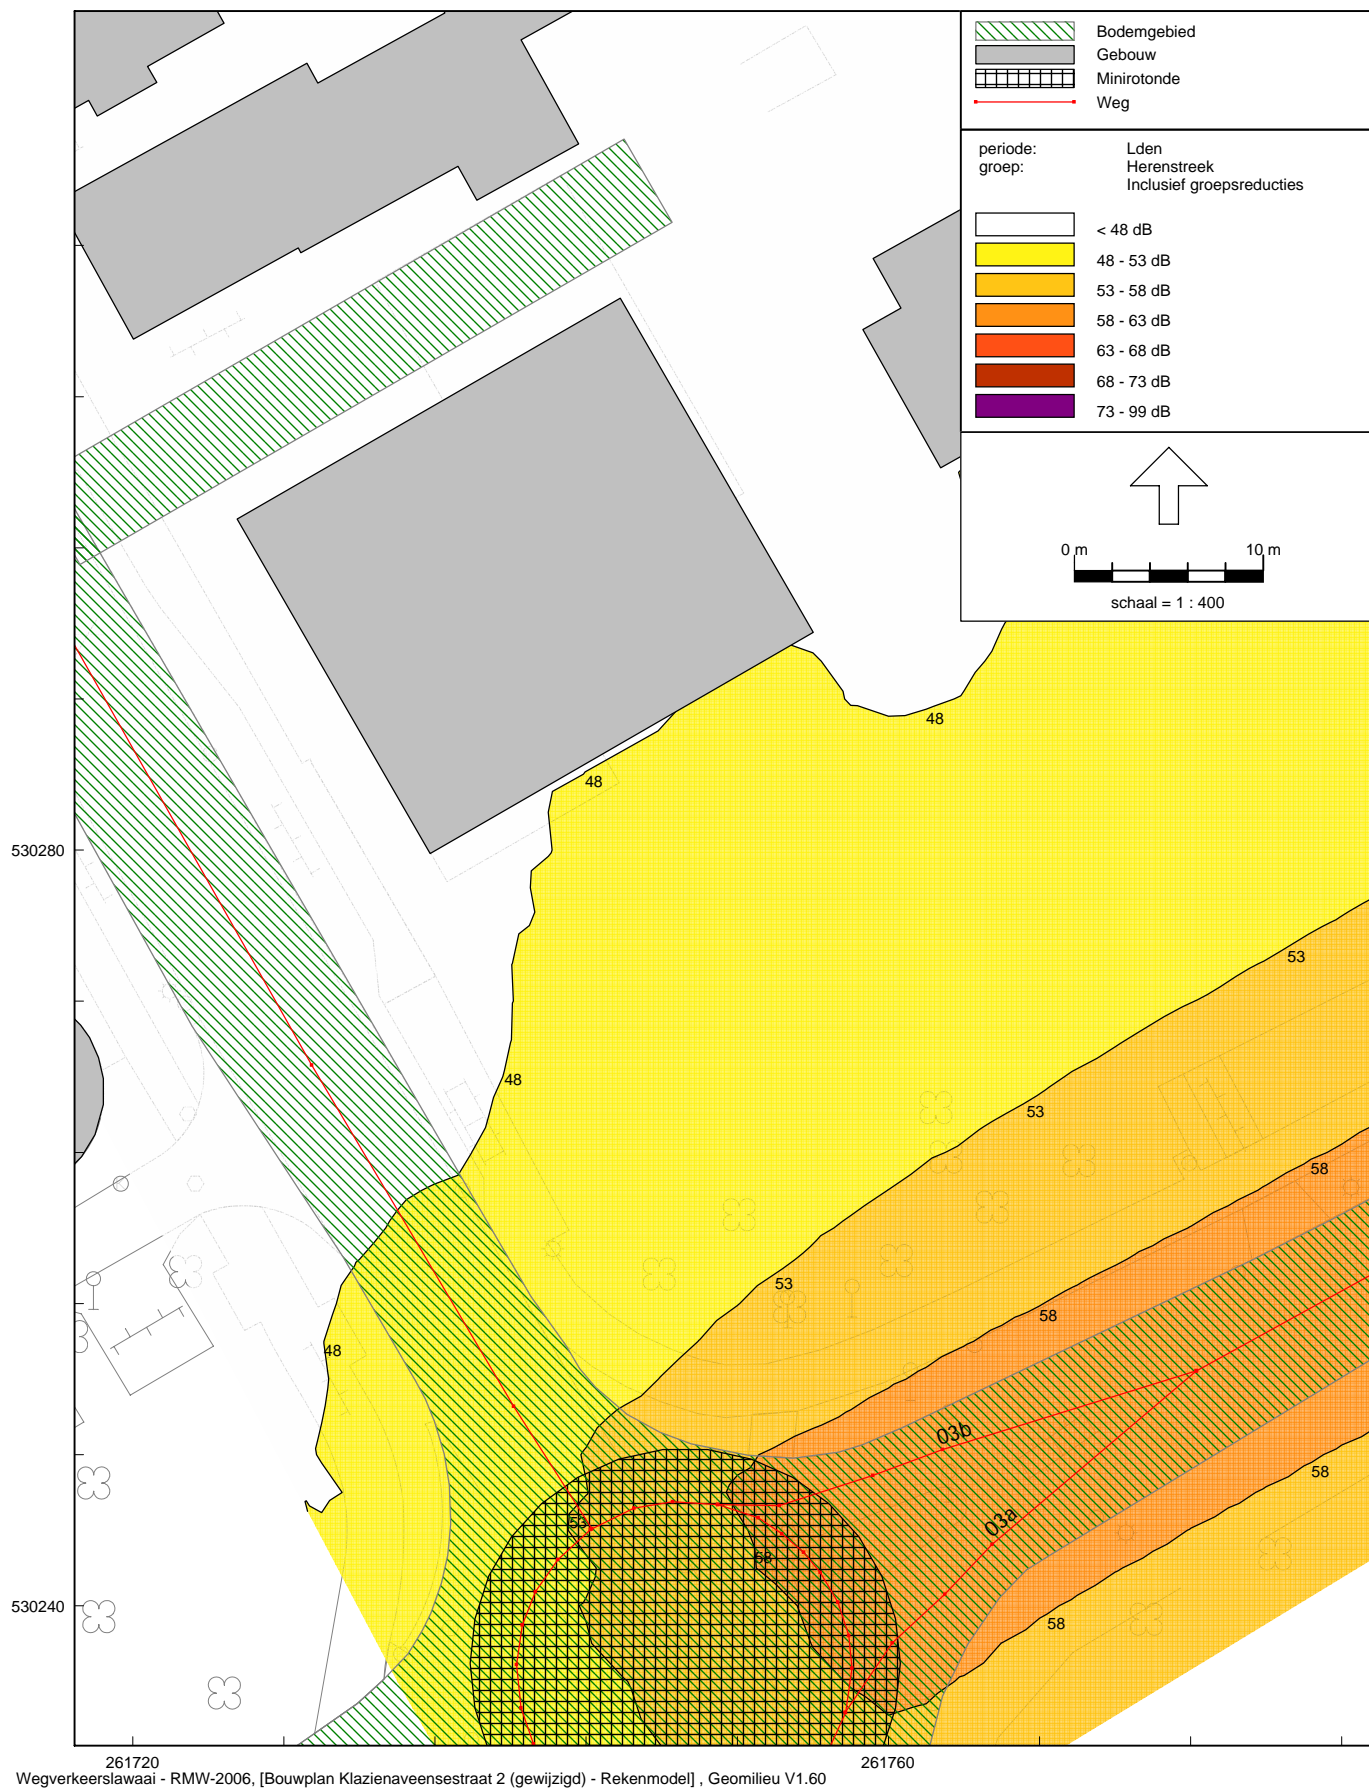 Bodemgebied
Gebouw
Minirotonde
Weg
periode: Lden
groep: Herenstreek
Inclusief groepsreducties
< 48 dB
48 - 53 dB
53 - 58 dB
58 - 63 dB
63 - 68 dB
68 - 73 dB
73 - 99 dB
0 m 10 m
schaal = 1 : 400
48
48
530280
53
48
53
58
53
58
48
03b
58
53
03a
58
530240
58
261720 261760
Wegverkeerslawaai - RMW-2006, [Bouwplan Klazienaveensestraat 2 (gewijzigd) - Rekenmodel] , Geomilieu V1.60